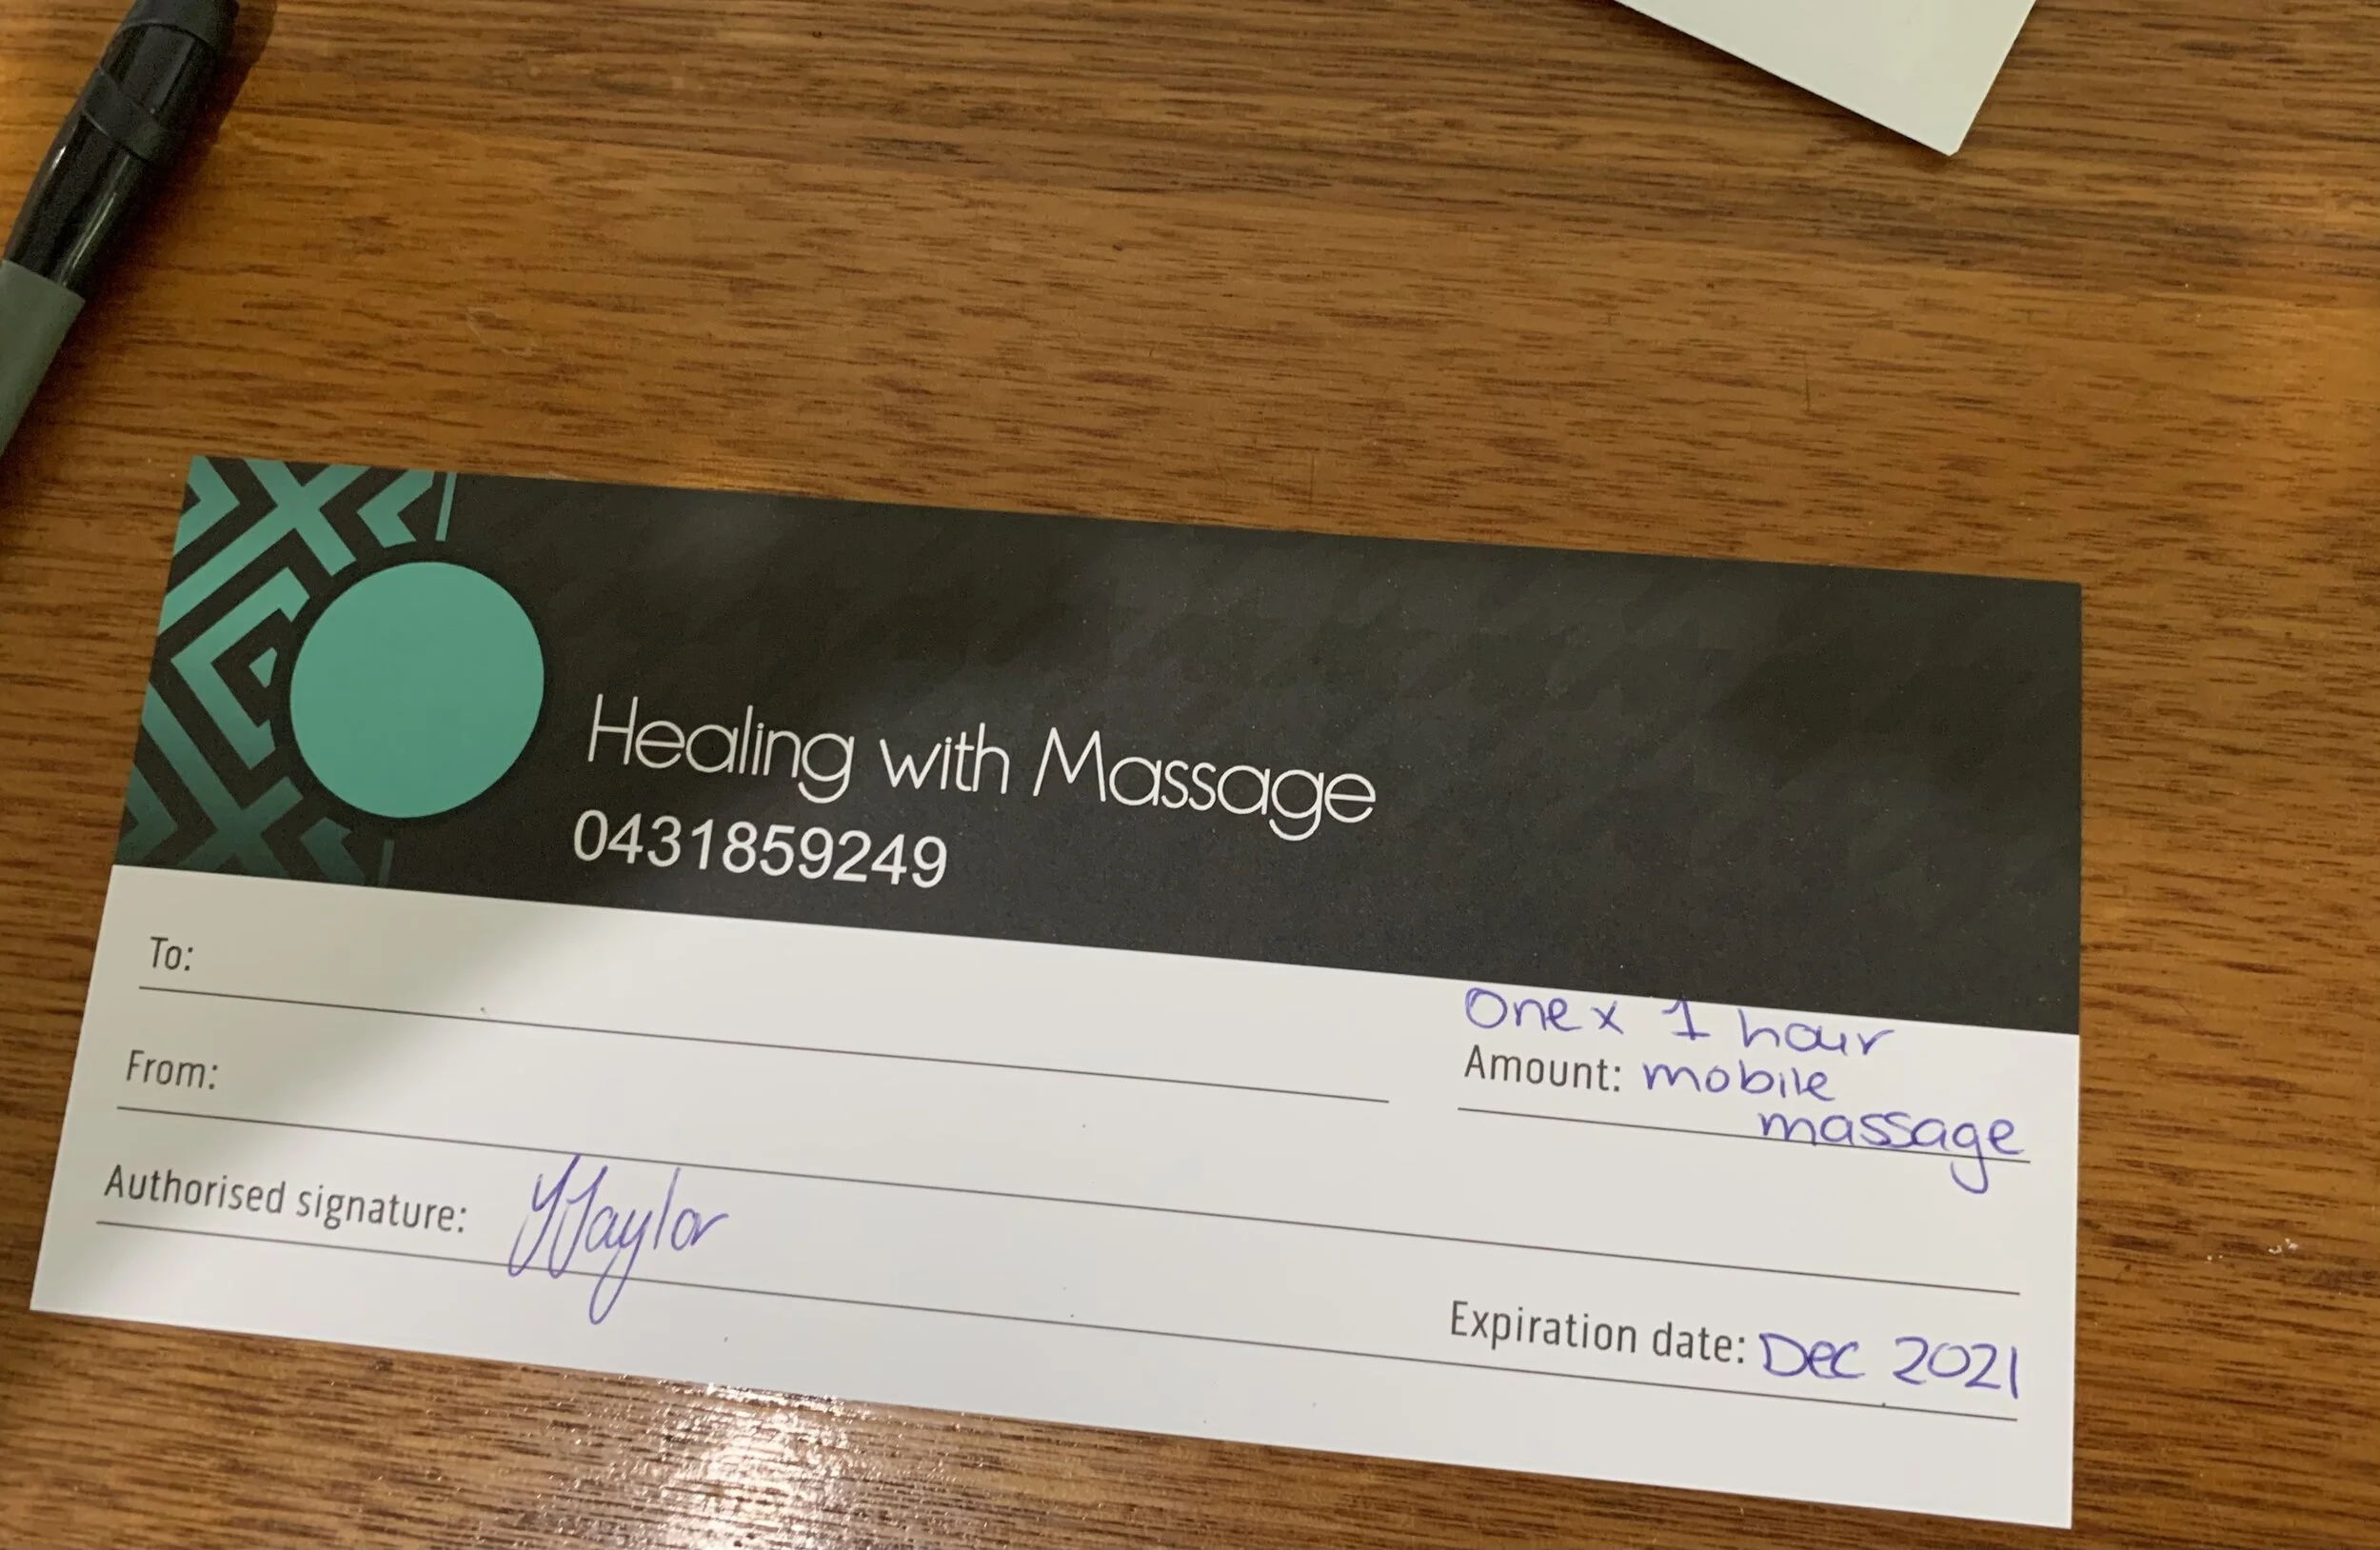 Healing with Massage
0431859249
To:
One x 1 hour
Amount: mobile
massage
From:
Authorised signature: YTaylor
Expiration date: Dec 2021